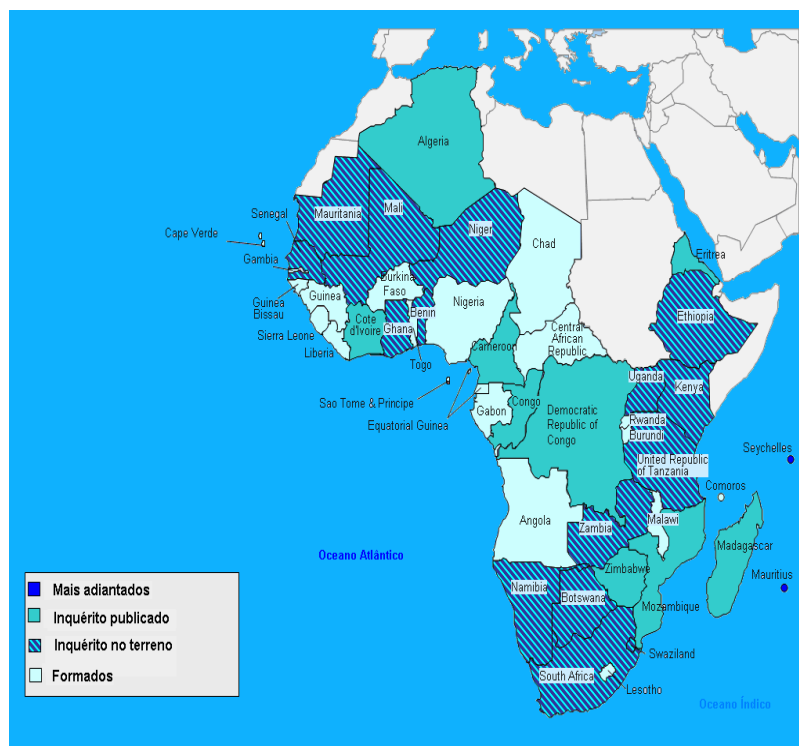 Algeria
Mauritania
Mali
Niger
Senegal
Cape Verde
Chad
Gambia
Eritrea
Burkina
Faso
Guinea
Guinea
Bissau
Nigeria
Benin
Ethiopia
Cote
d'Ivoire
Ghana
Sierra Leone
Central
African
Republic
Cameroon
Liberia
Togo
Uganda
Kenya
Sao Tome & Principe
Congo
Gabon
Democratic
Republic of
Congo
Equatorial Guinea
Rwanda
Burundi
Seychelles
United Republic
of Tanzania
Comoros
Angola
Malawi
Zambia
Madagascar
Oceano Atlántico
Zimbabwe
Mauritius
Namibia
Botswana
Mozambique
Swaziland
South Africa
Lesotho
Oceano Índico
Mais adiantados
Inquérito publicado
Inquérito no terreno
Formados